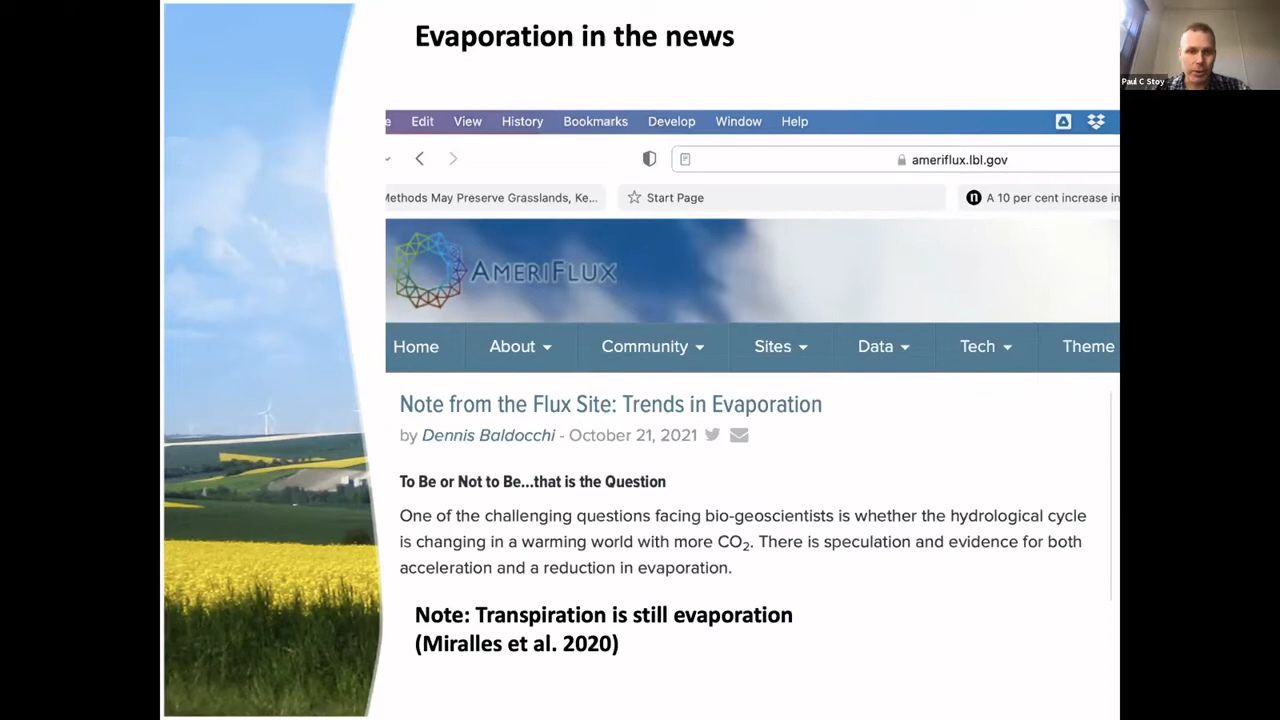 Evaporation in the news
Paul C Stoy
Edit View History Bookmarks Develop Window Help
ameriflux.lbl.gov
Methods May Preserve Grasslands, Ke... Start Page n A 10 per cent increase in
AMERIFLUX
Home About Community Sites Data Tech Theme
Note from the Flux Site: Trends in Evaporation
by Dennis Baldocchi - October 21, 2021
To Be or Not to Be...that is the Question
One of the challenging questions facing bio-geoscientists is whether the hydrological cycle
is changing in a warming world with more CO₂. There is speculation and evidence for both
acceleration and a reduction in evaporation.
Note: Transpiration is still evaporation
(Miralles et al. 2020)